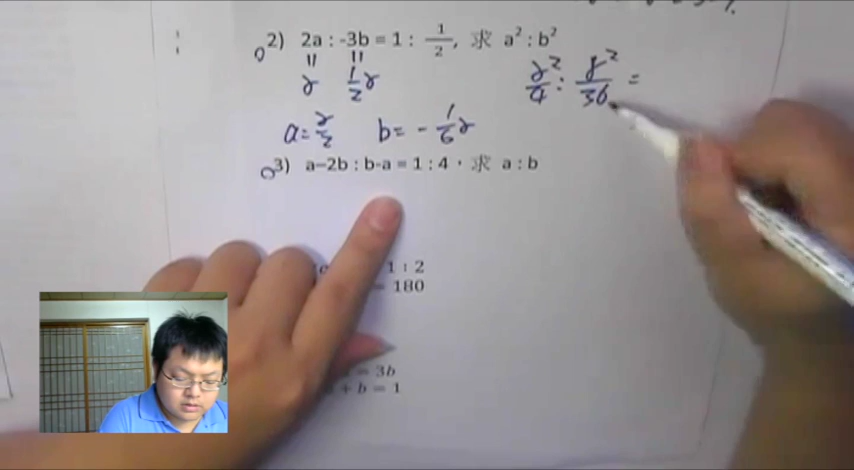 2) 2a : -3b = 1 : 1/2, 求 a² : b²
r 1/2 r
r²/4 : r²/36 =
a = r/2 b = - 1/6 r
3) a-2b : b-a = 1 : 4，求 a : b
1 : 2
= 180
= 3b
+ b = 1